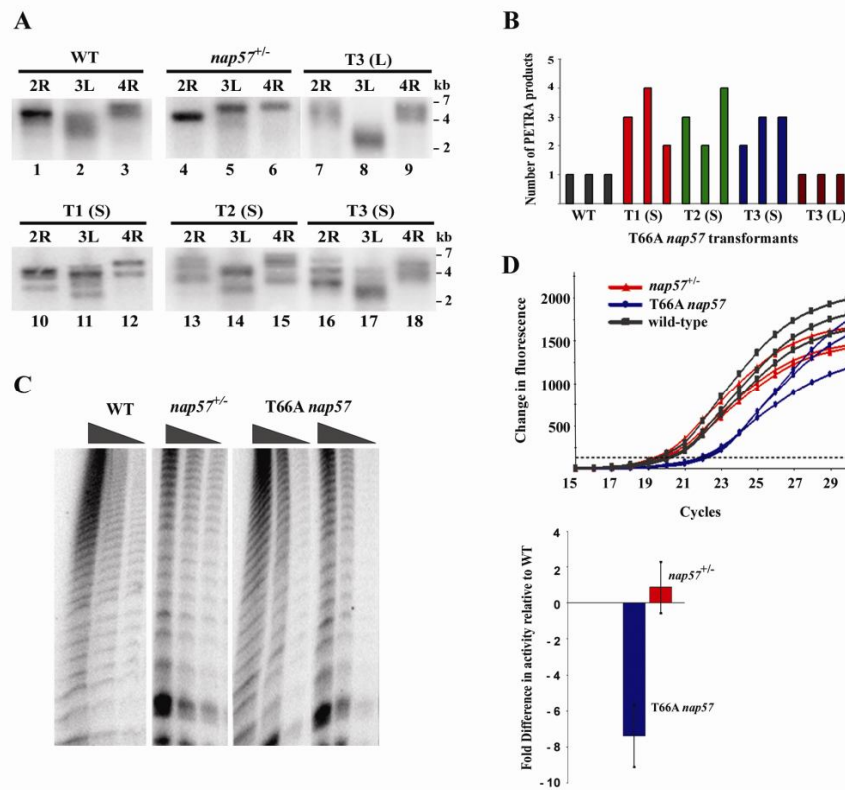 A
WT
nap57+/-
T3 (L)
2R 3L 4R 2R 3L 4R 2R 3L 4R kb
7
4
2
1 2 3 4 5 6 7 8 9
T1 (S) T2 (S) T3 (S)
2R 3L 4R 2R 3L 4R 2R 3L 4R kb
7
4
2
10 11 12 13 14 15 16 17 18
B
Number of PETRA products
5
4
3
2
1
WT T1 (S) T2 (S) T3 (S) T3 (L)
T66A nap57 transformants
C
WT nap57+/- T66A nap57
D
nap57+/-
T66A nap57
wild-type
Change in fluorescence
2000
1500
1000
500
15 17 19 21 23 25 27 29
Cycles
Fold Difference in activity relative to WT
4
2
0
- 2
- 4
- 6
- 8
- 10
nap57+/-
T66A nap57